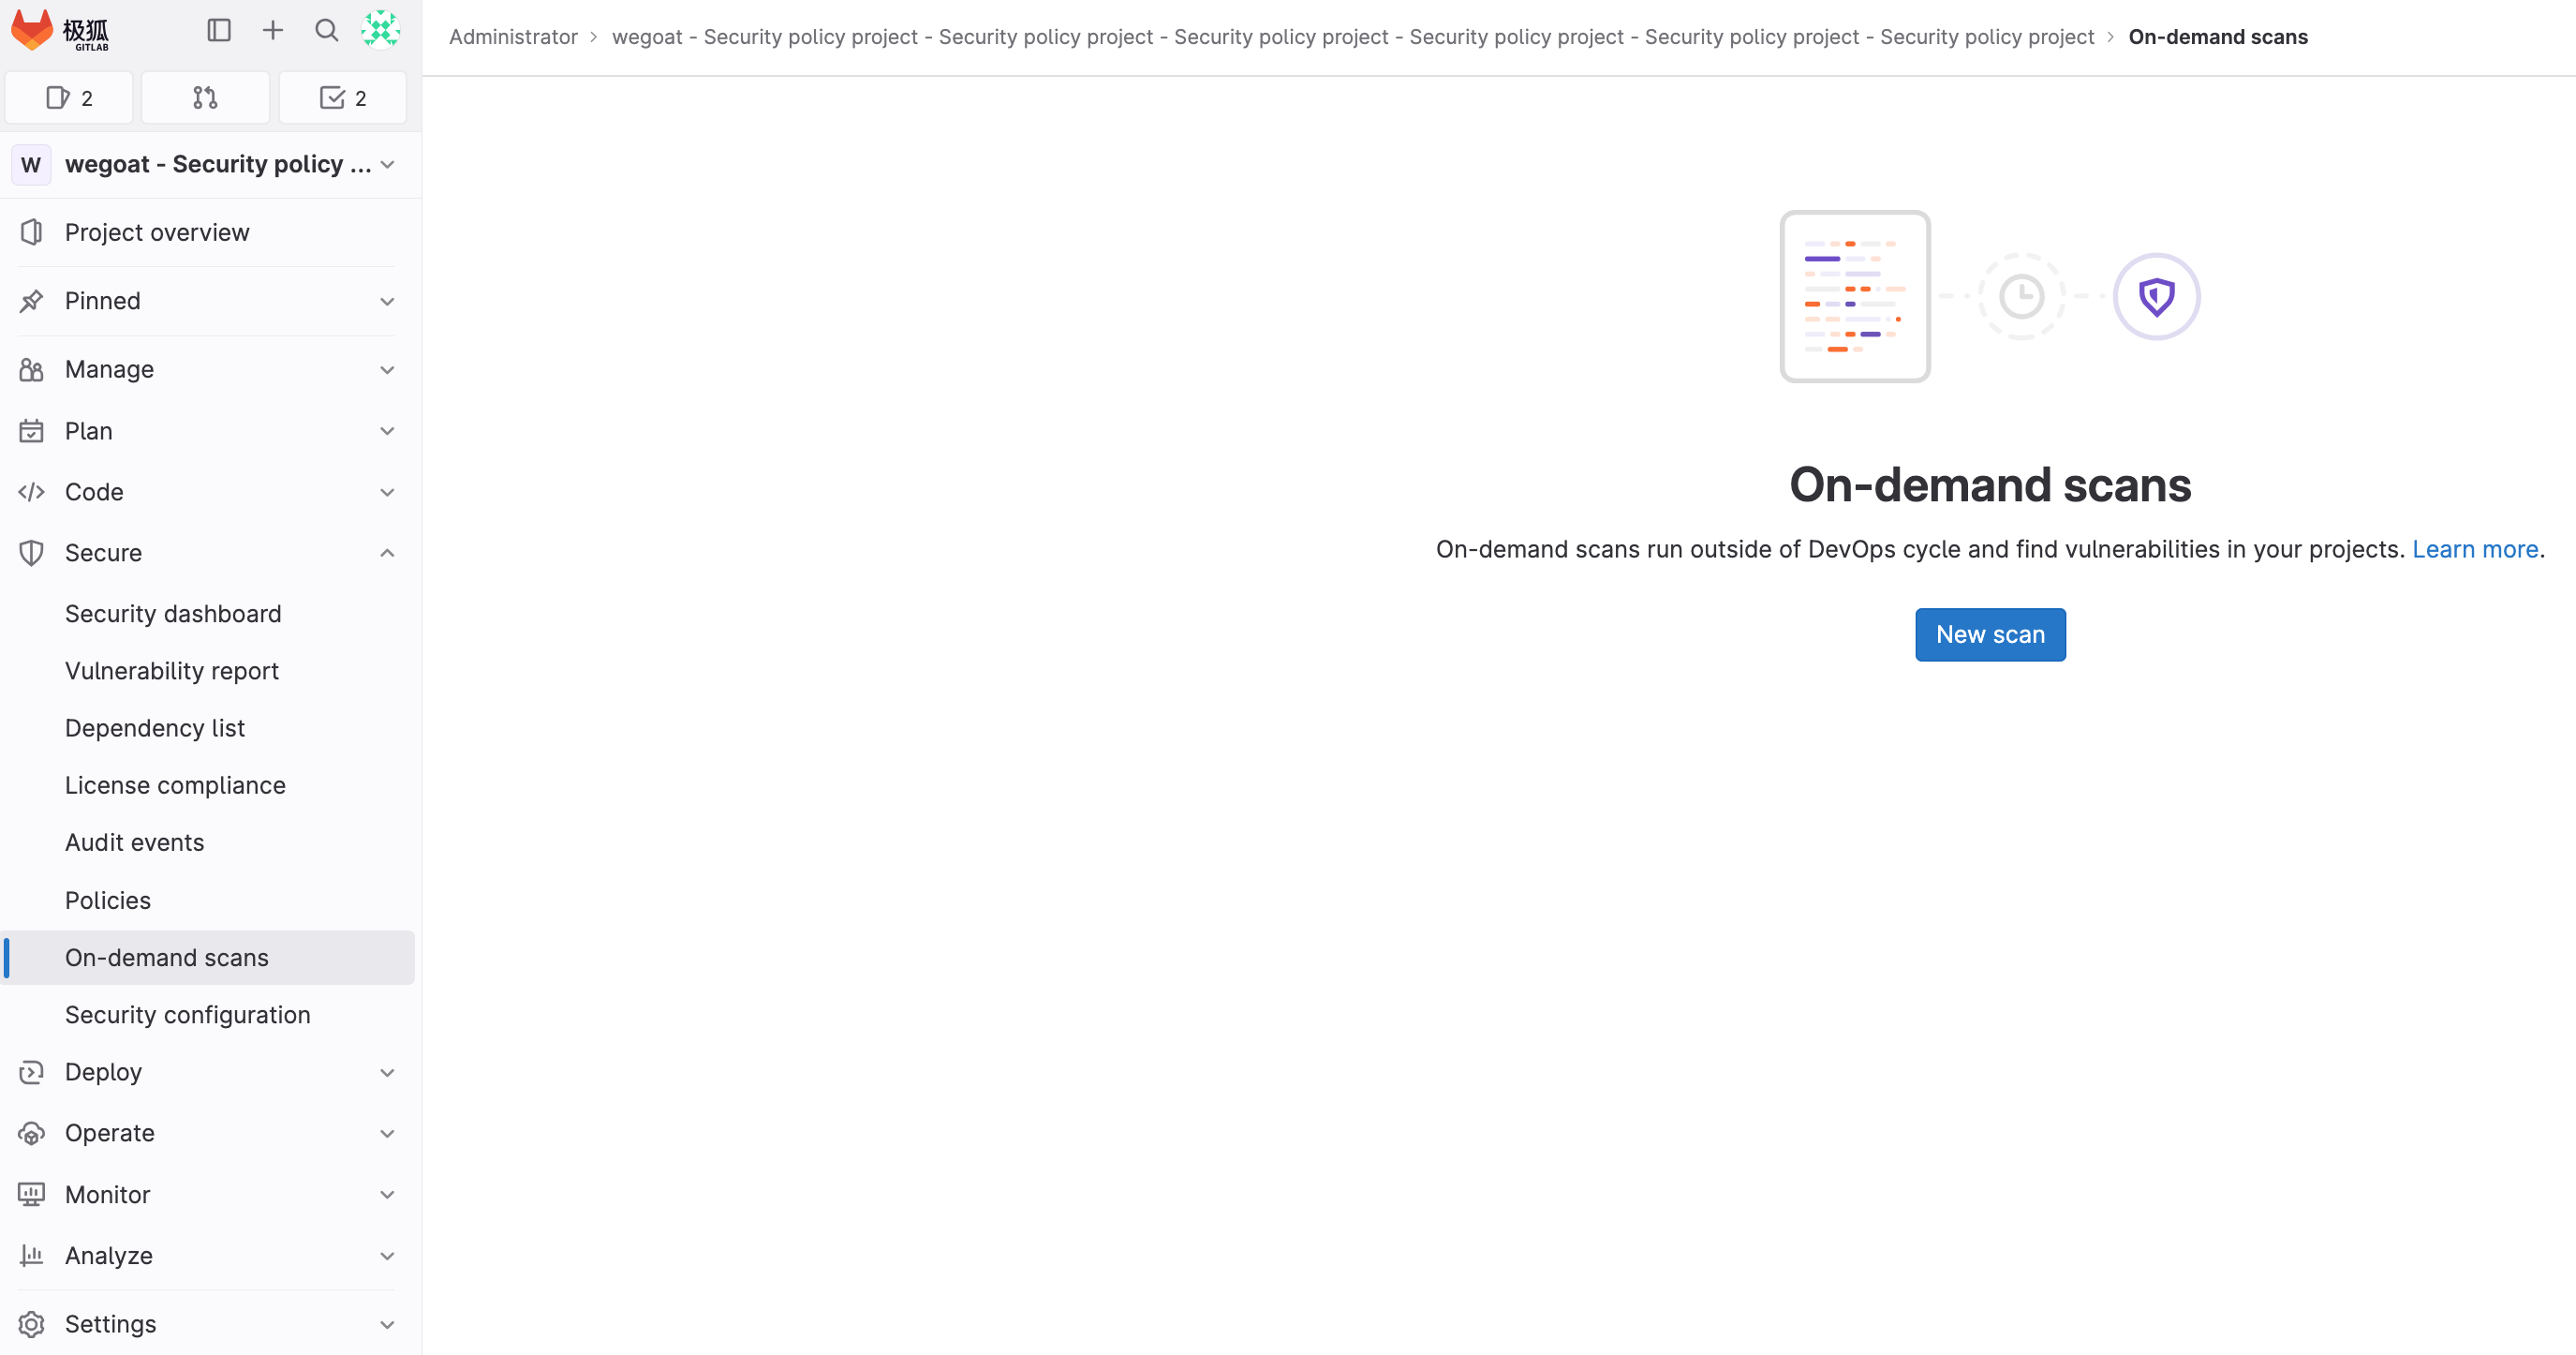 极狐
GITLAB
Administrator > wegoat - Security policy project - Security policy project - Security policy project - Security policy project - Security policy project - Security policy project > On-demand scans
2
2
W wegoat - Security policy ...
Project overview
Pinned
Manage
Plan
Code
Secure
Security dashboard
Vulnerability report
Dependency list
License compliance
Audit events
Policies
On-demand scans
Security configuration
Deploy
Operate
Monitor
Analyze
Settings
On-demand scans
On-demand scans run outside of DevOps cycle and find vulnerabilities in your projects. Learn more.
New scan